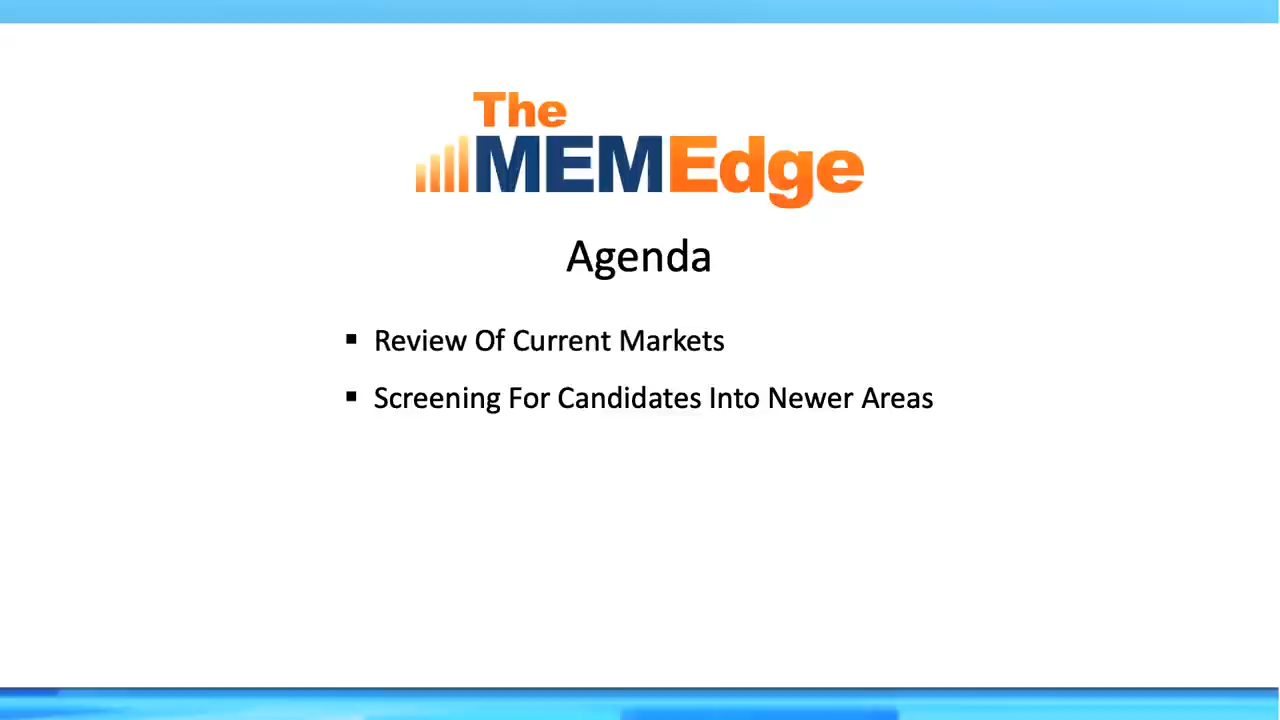 The
MEMEdge
Agenda
▪ Review Of Current Markets
▪ Screening For Candidates Into Newer Areas